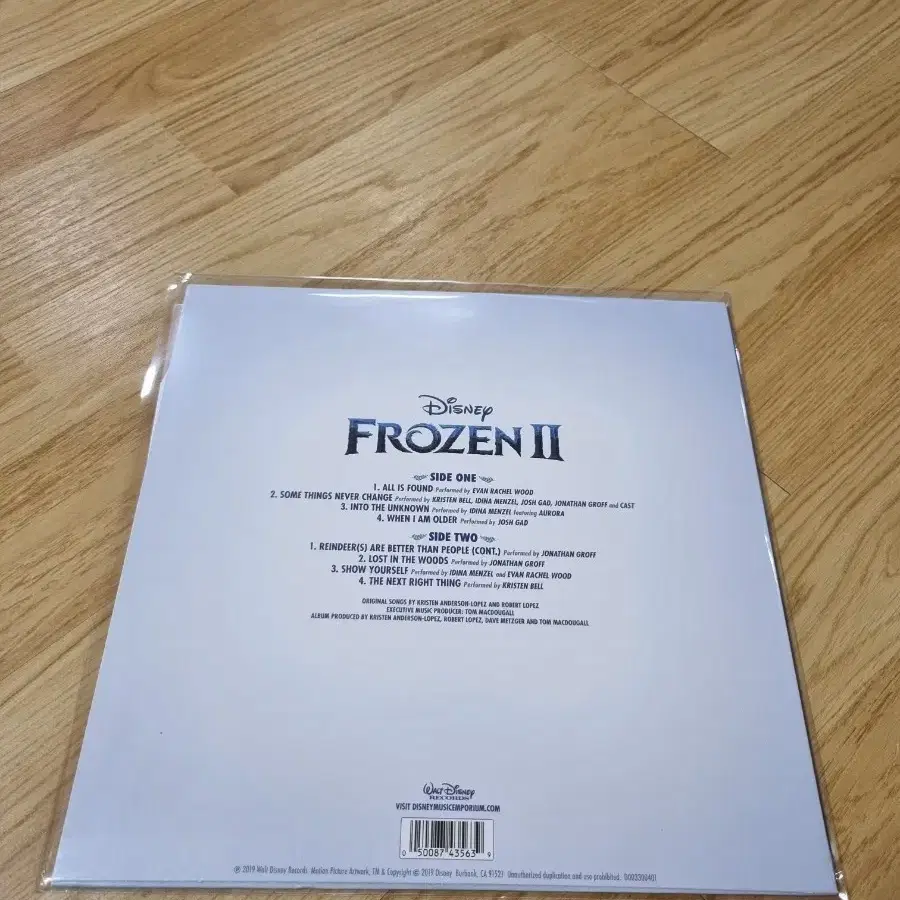 DISNEY
FROZEN II
SIDE ONE
1. ALL IS FOUND Performed by EVAN RACHEL WOOD
2. SOME THINGS NEVER CHANGE Performed by KRISTEN BELL, IDINA MENZEL, JOSH GAD, JONATHAN GROFF and CAST
3. INTO THE UNKNOWN Performed by IDINA MENZEL featuring AURORA
4. WHEN I AM OLDER Performed by JOSH GAD
SIDE TWO
1. REINDEER(S) ARE BETTER THAN PEOPLE (CONT.) Performed by JONATHAN GROFF
2. LOST IN THE WOODS Performed by JONATHAN GROFF
3. SHOW YOURSELF Performed by IDINA MENZEL and EVAN RACHEL WOOD
4. THE NEXT RIGHT THING Performed by KRISTEN BELL
ORIGINAL SONGS BY KRISTEN ANDERSON-LOPEZ AND ROBERT LOPEZ
EXECUTIVE MUSIC PRODUCER: TOM MACDOUGALL
ALBUM PRODUCED BY KRISTEN ANDERSON-LOPEZ, ROBERT LOPEZ, DAVE METZGER AND TOM MACDOUGALL
WALT DISNEY
RECORDS
VISIT DISNEYMUSICEMPORIUM.COM
0 50087 43563 9
℗ 2019 Walt Disney Records Motion Picture Artwork, TM & Copyright © 2019 Disney Burbank, CA 91521 Unauthorized duplication and use prohibited. D003300401